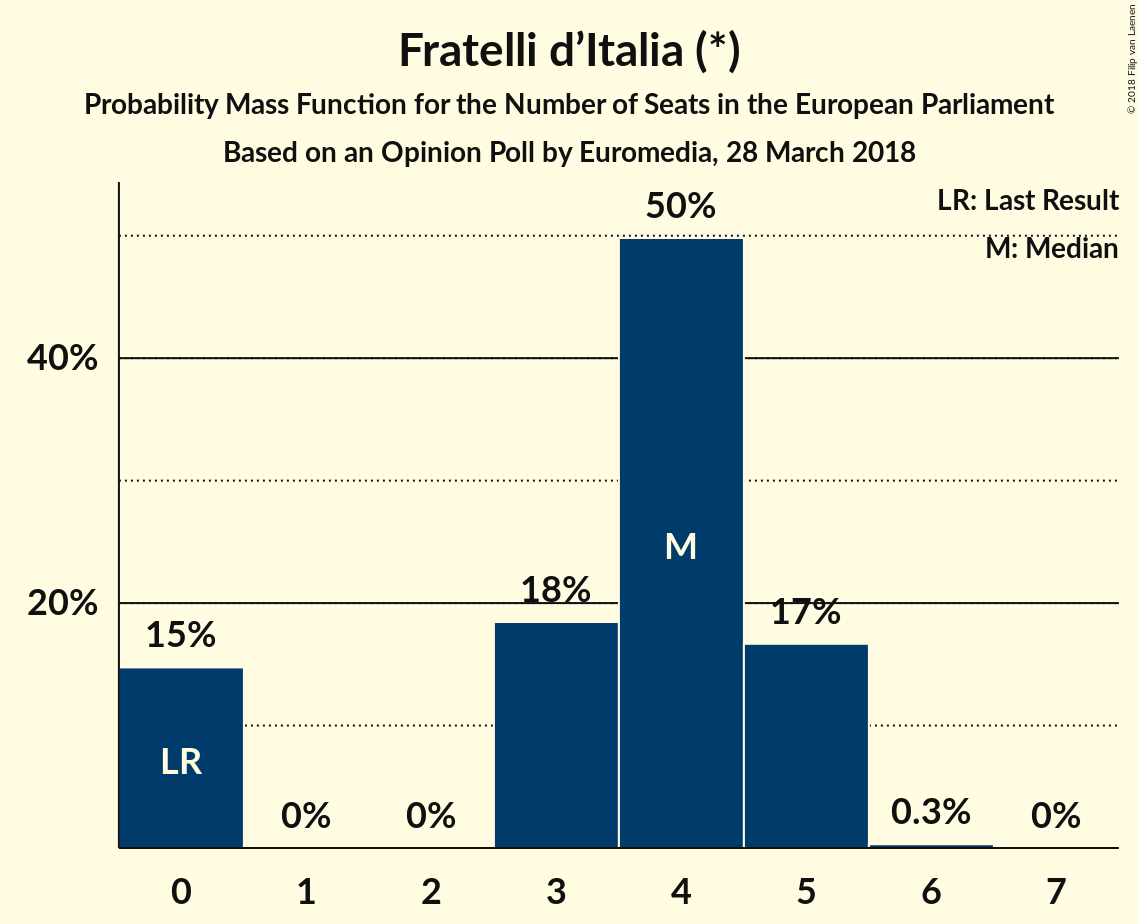 Fratelli d’Italia (*)
Probability Mass Function for the Number of Seats in the European Parliament
Based on an Opinion Poll by Euromedia, 28 March 2018
© 2018 Filip van Laenen
LR: Last Result
M: Median
50%
40%
20%
15%
0%
0%
18%
17%
0.3%
0%
M
LR
0 1 2 3 4 5 6 7